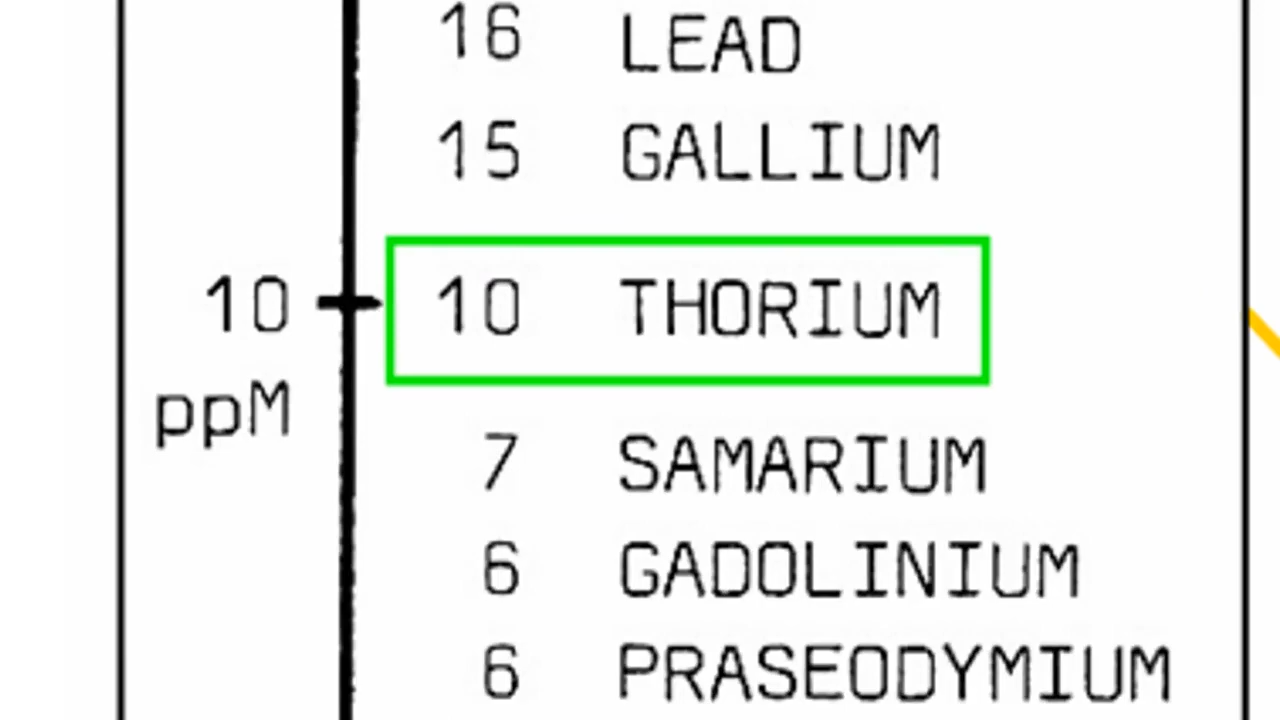 16 LEAD
15 GALLIUM
10 10 THORIUM
ppM
7 SAMARIUM
6 GADOLINIUM
6 PRASEODYMIUM